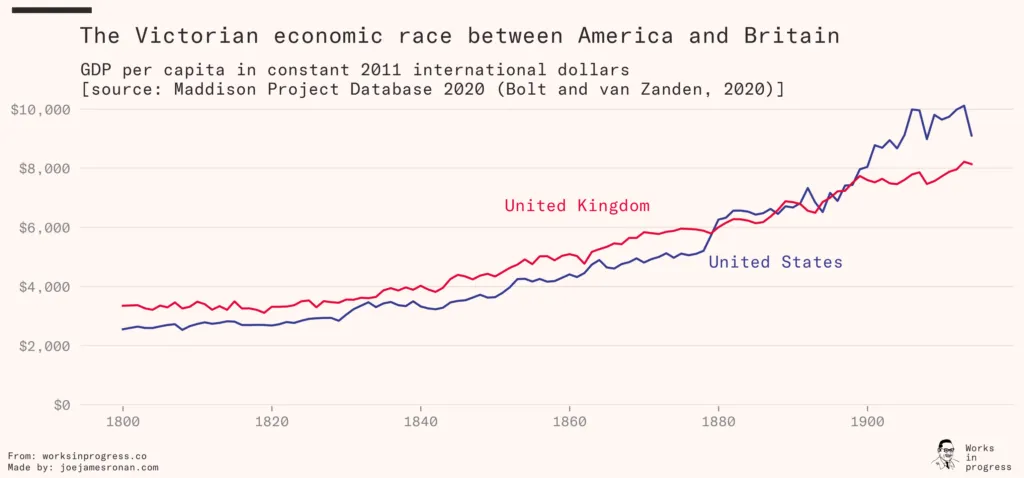 The Victorian economic race between America and Britain
GDP per capita in constant 2011 international dollars
[source: Maddison Project Database 2020 (Bolt and van Zanden, 2020)]
$10,000
$8,000
$6,000
$4,000
$2,000
$0
United Kingdom
United States
1800
1820
1840
1860
1880
1900
From: worksinprogress.co
Made by: joejamesronan.com
Works
in
progress